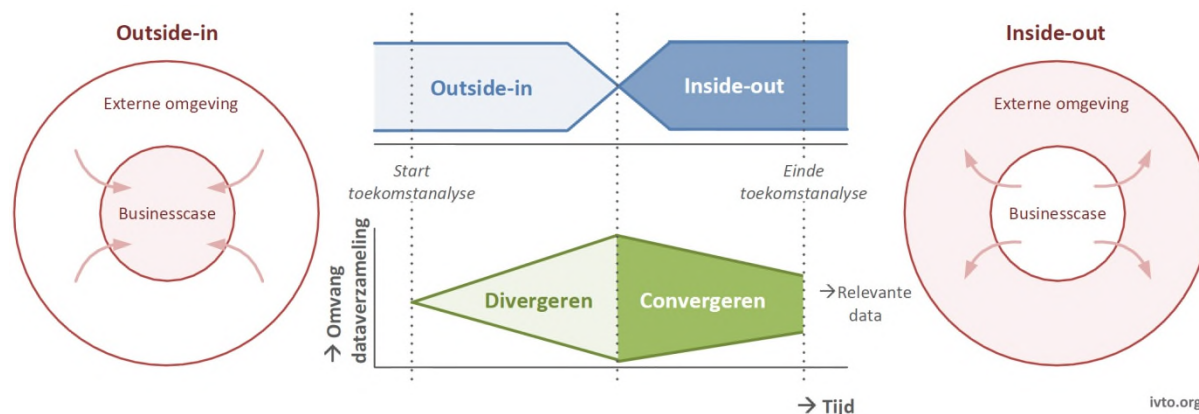 Outside-in
Externe omgeving
Businesscase
Outside-in
Inside-out
Start
toekomstanalyse
Einde
toekomstanalyse
→ Omvang
dataverzameling
Divergeren
Convergeren
→ Relevante
data
→ Tijd
Inside-out
Externe omgeving
Businesscase
ivto.org